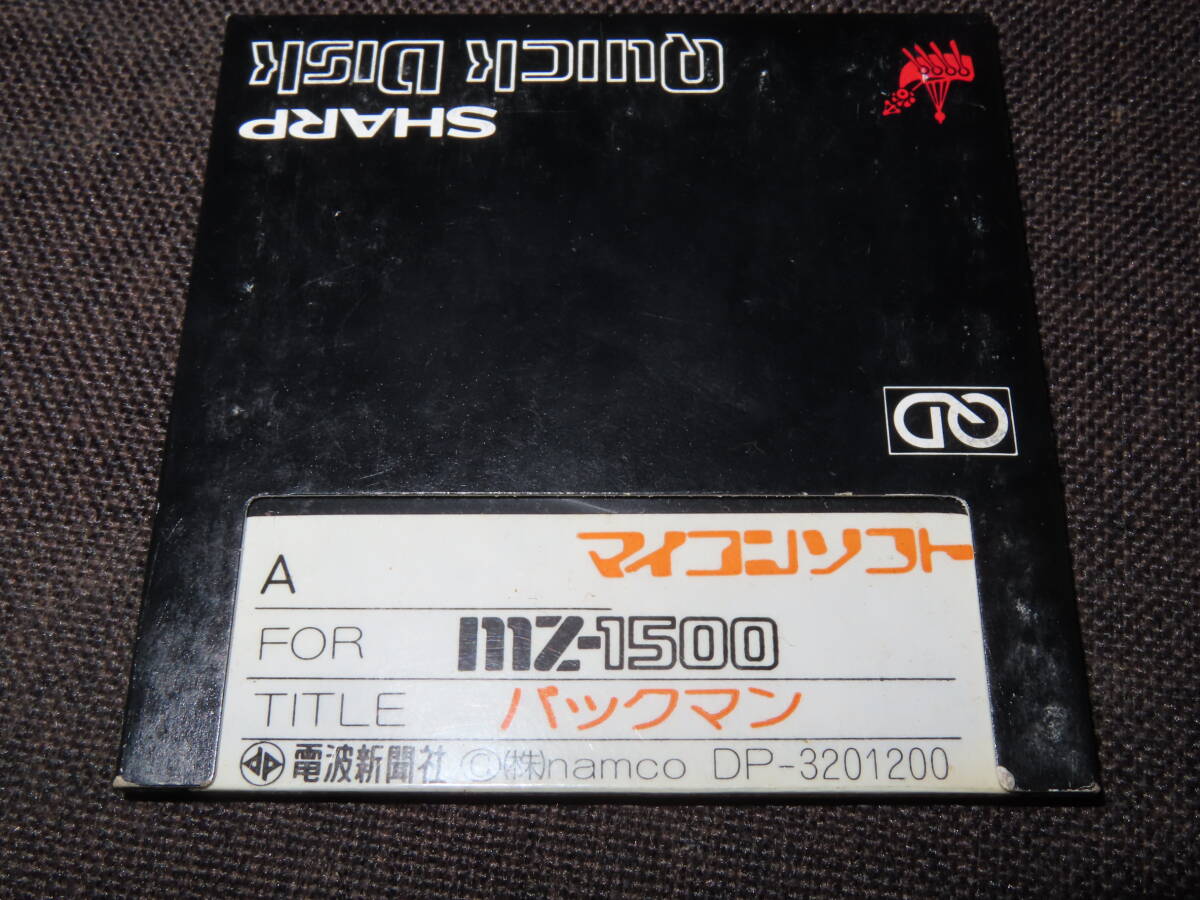 QUICK DISK
SHARP
QD
マイコンソフト
A
FOR MZ-1500
TITLE パックマン
DP 電波新聞社 ©(株)namco DP-3201200